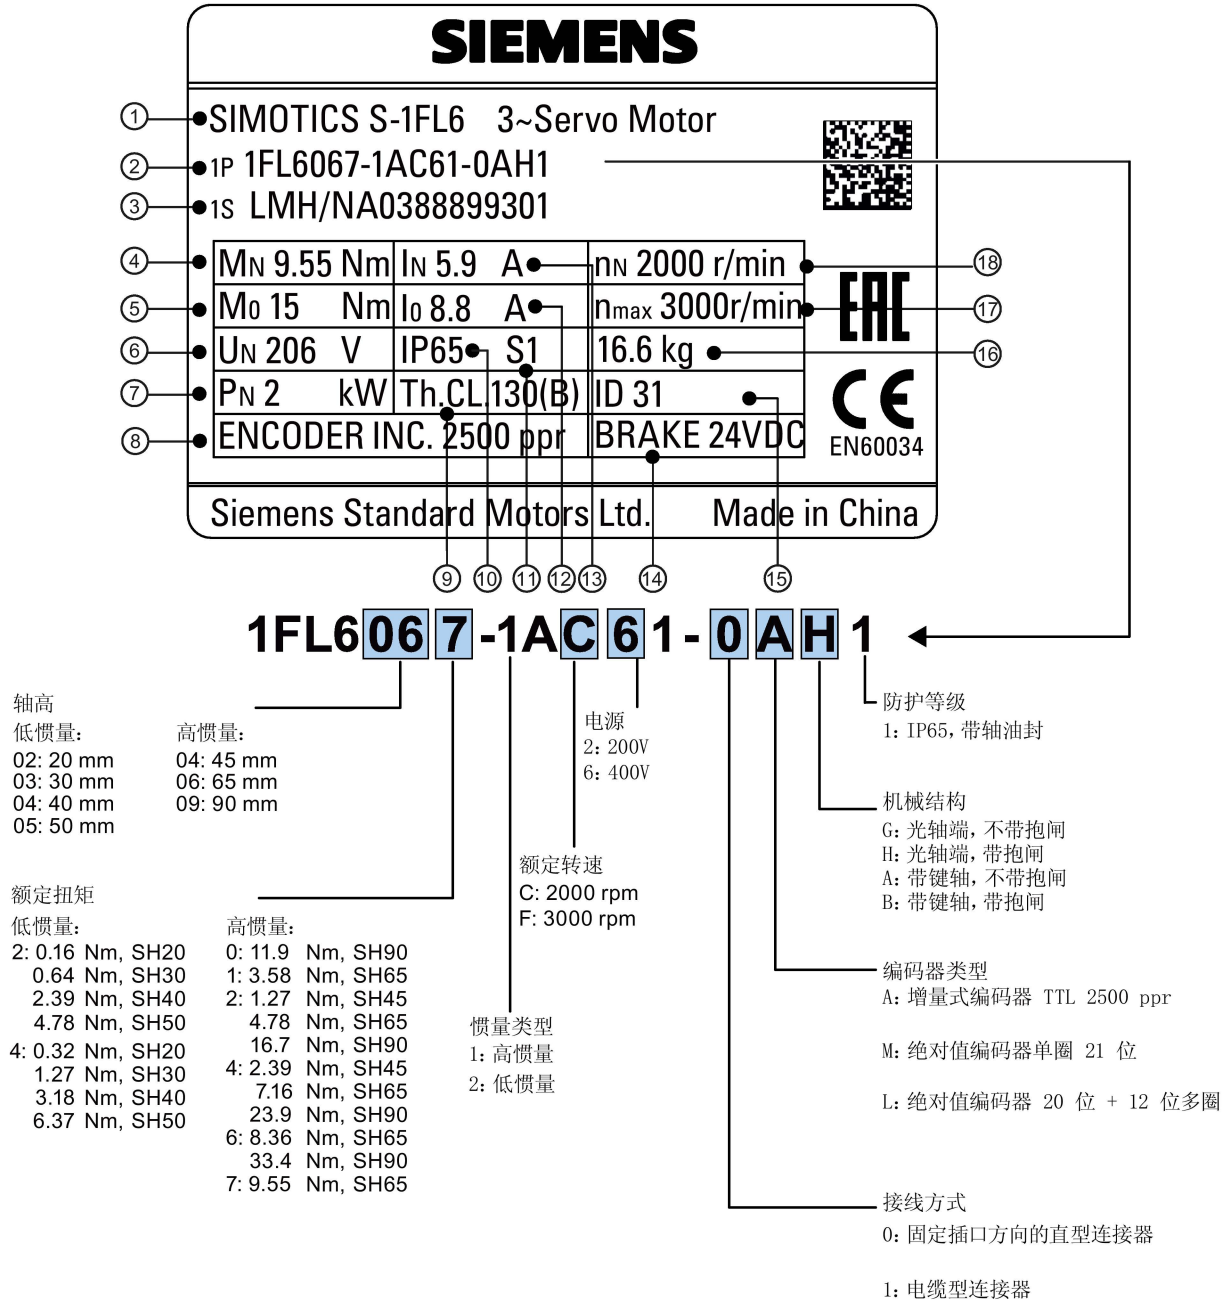 SIEMENS
① SIMOTICS S-1FL6 3~Servo Motor
② 1P 1FL6067-1AC61-0AH1
③ 1S LMH/NA0388899301
④ MN 9.55 Nm IN 5.9 A nN 2000 r/min ⑱
⑤ M0 15 Nm I0 8.8 A nmax 3000r/min ⑰
⑥ UN 206 V IP65 S1 16.6 kg ⑯
⑦ PN 2 kW Th.CL.130(B) ID 31
⑧ ENCODER INC. 2500 ppr BRAKE 24VDC
EAC
CE
EN60034
Siemens Standard Motors Ltd. Made in China
⑨ ⑩ ⑪ ⑫ ⑬ ⑭ ⑮
1FL6 06 7 -1A C 6 1 - 0 A H 1
轴高
低惯量:
02: 20 mm
03: 30 mm
04: 40 mm
05: 50 mm
高惯量:
04: 45 mm
06: 65 mm
09: 90 mm
额定扭矩
低惯量:
2: 0.16 Nm, SH20
0.64 Nm, SH30
2.39 Nm, SH40
4.78 Nm, SH50
4: 0.32 Nm, SH20
1.27 Nm, SH30
3.18 Nm, SH40
6.37 Nm, SH50
高惯量:
0: 11.9 Nm, SH90
1: 3.58 Nm, SH65
2: 1.27 Nm, SH45
4.78 Nm, SH65
16.7 Nm, SH90
4: 2.39 Nm, SH45
7.16 Nm, SH65
23.9 Nm, SH90
6: 8.36 Nm, SH65
33.4 Nm, SH90
7: 9.55 Nm, SH65
惯量类型
1: 高惯量
2: 低惯量
额定转速
C: 2000 rpm
F: 3000 rpm
电源
2: 200V
6: 400V
防护等级
1: IP65, 带轴油封
机械结构
G: 光轴端, 不带抱闸
H: 光轴端, 带抱闸
A: 带键轴, 不带抱闸
B: 带键轴, 带抱闸
编码器类型
A: 增量式编码器 TTL 2500 ppr
M: 绝对值编码器单圈 21 位
L: 绝对值编码器 20 位 + 12 位多圈
接线方式
0: 固定插口方向的直型连接器
1: 电缆型连接器